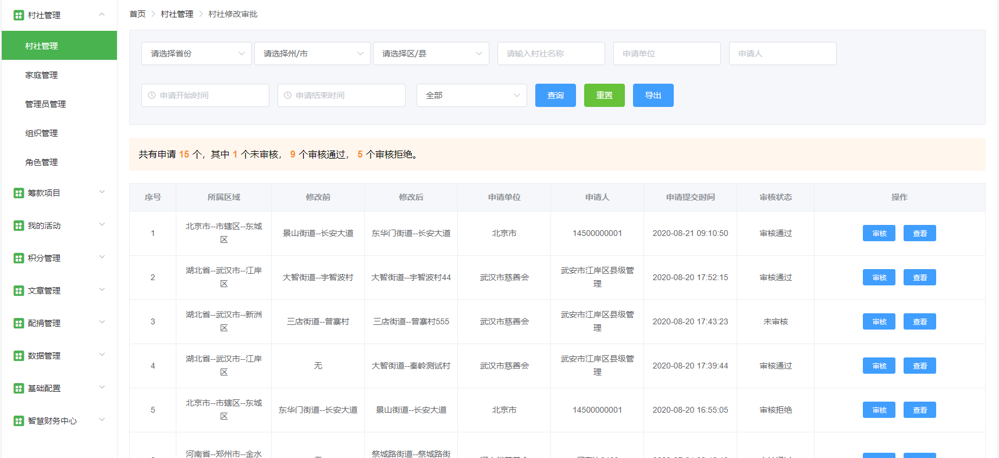 村社管理
村社管理
家庭管理
管理员管理
组织管理
角色管理
筹款项目
我的活动
积分管理
文章管理
配捐管理
数据管理
基础配置
智慧财务中心
首页 村社管理 村社修改审批
请选择省份 请选择州/市 请选择区/县 请输入村社名称 申请单位 申请人
申请开始时间 申请结束时间 全部 查询 重置 导出
共有申请 15 个，其中 1 个未审核， 9 个审核通过， 5 个审核拒绝。
序号 所属区域 修改前 修改后 申请单位 申请人 申请提交时间 审核状态 操作
1 北京市--市辖区--东城区 景山街道--长安大道 东华门街道--长安大道 北京市 14500000001 2020-08-21 09:10:50 审核通过 审核 查看
2 湖北省--武汉市--江岸区 大智街道--宇智波村 大智街道--宇智波村44 武汉市慈善会 武安市江岸区县级管理 2020-08-20 17:52:15 审核通过 审核 查看
3 湖北省--武汉市--新洲区 三店街道--曾寨村 三店街道--曾寨村555 武汉市慈善会 武安市江岸区县级管理 2020-08-20 17:43:23 未审核 审核 查看
4 湖北省--武汉市--江岸区 无 大智街道--秦岭测试村 武汉市慈善会 武安市江岸区县级管理 2020-08-20 17:39:44 审核通过 审核 查看
5 北京市--市辖区--东城区 东华门街道--长安大道 景山街道--长安大道 北京市 14500000001 2020-08-20 16:55:05 审核拒绝 审核 查看
河南省--郑州市--金水 祭城路街道--祭城路街